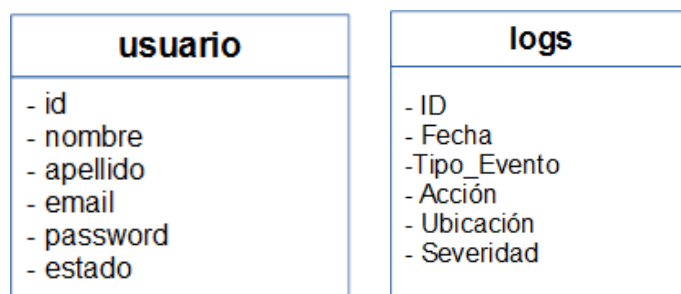 usuario
- id
- nombre
- apellido
- email
- password
- estado
logs
- ID
- Fecha
-Tipo_Evento
- Acción
- Ubicación
- Severidad